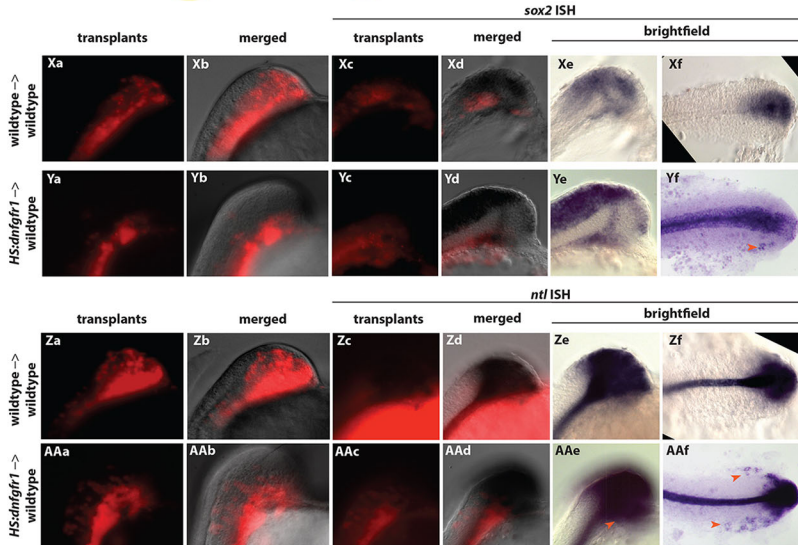 sox2 ISH
transplants merged transplants merged brightfield
wildtype –> wildtype
Xa Xb Xc Xd Xe Xf
HS:dnfgfr1 –> wildtype
Ya Yb Yc Yd Ye Yf
ntl ISH
transplants merged transplants merged brightfield
wildtype –> wildtype
Za Zb Zc Zd Ze Zf
HS:dnfgfr1 –> wildtype
AAa AAb AAc AAd AAe AAf